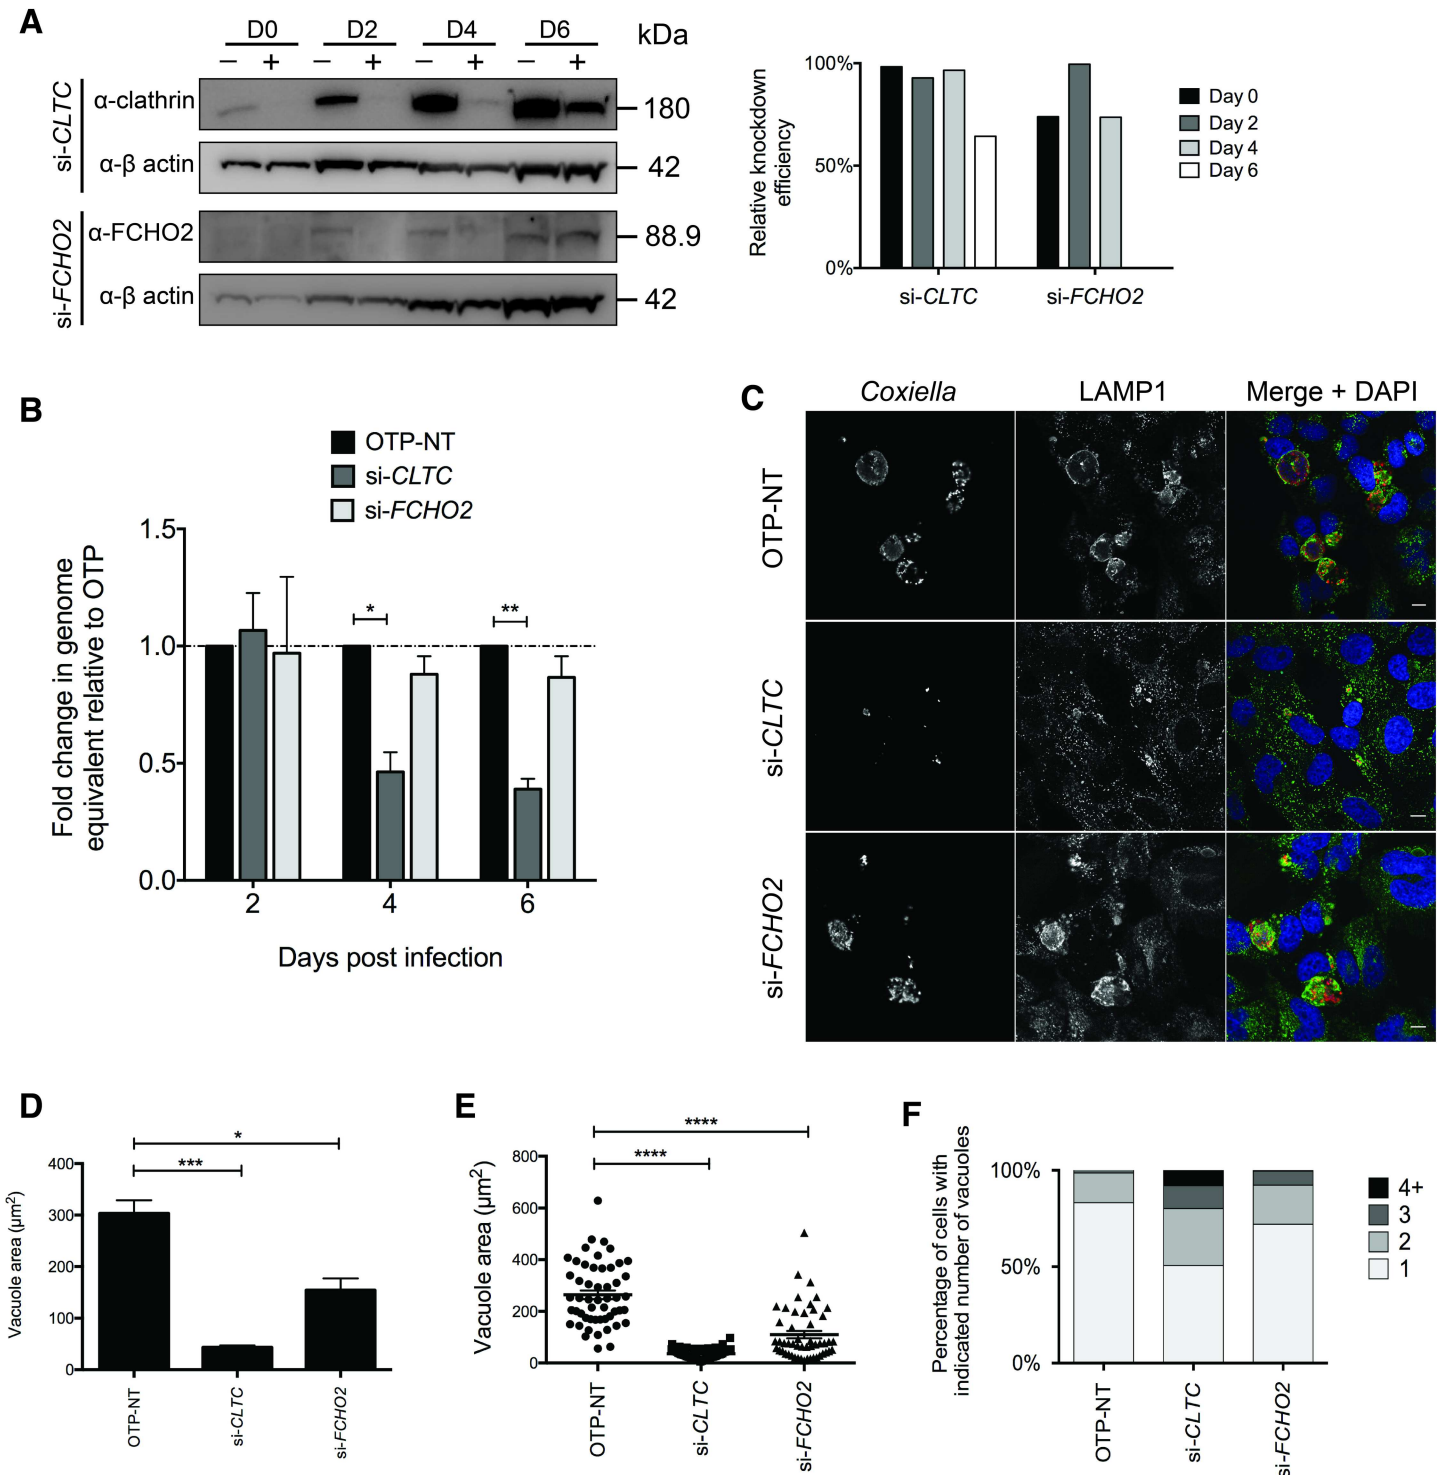 A
D0 D2 D4 D6 kDa
– + – + – + – +
si-CLTC
α-clathrin
180
α-β actin
42
si-FCHO2
α-FCHO2
88.9
α-β actin
42
Relative knockdown
efficiency
100%
50%
0%
si-CLTC si-FCHO2
Day 0
Day 2
Day 4
Day 6
B
OTP-NT
si-CLTC
si-FCHO2
Fold change in genome
equivalent relative to OTP
1.5
1.0
0.5
0.0
* **
2 4 6
Days post infection
C
Coxiella LAMP1 Merge + DAPI
OTP-NT
si-CLTC
si-FCHO2
D
Vacuole area (μm2)
400
300
200
100
0
*
***
OTP-NT
si-CLTC
si-FCHO2
E
Vacuole area (μm2)
800
600
400
200
0
****
****
OTP-NT
si-CLTC
si-FCHO2
F
Percentage of cells with
indicated number of vacuoles
100%
50%
0%
4+
3
2
1
OTP-NT
si-CLTC
si-FCHO2